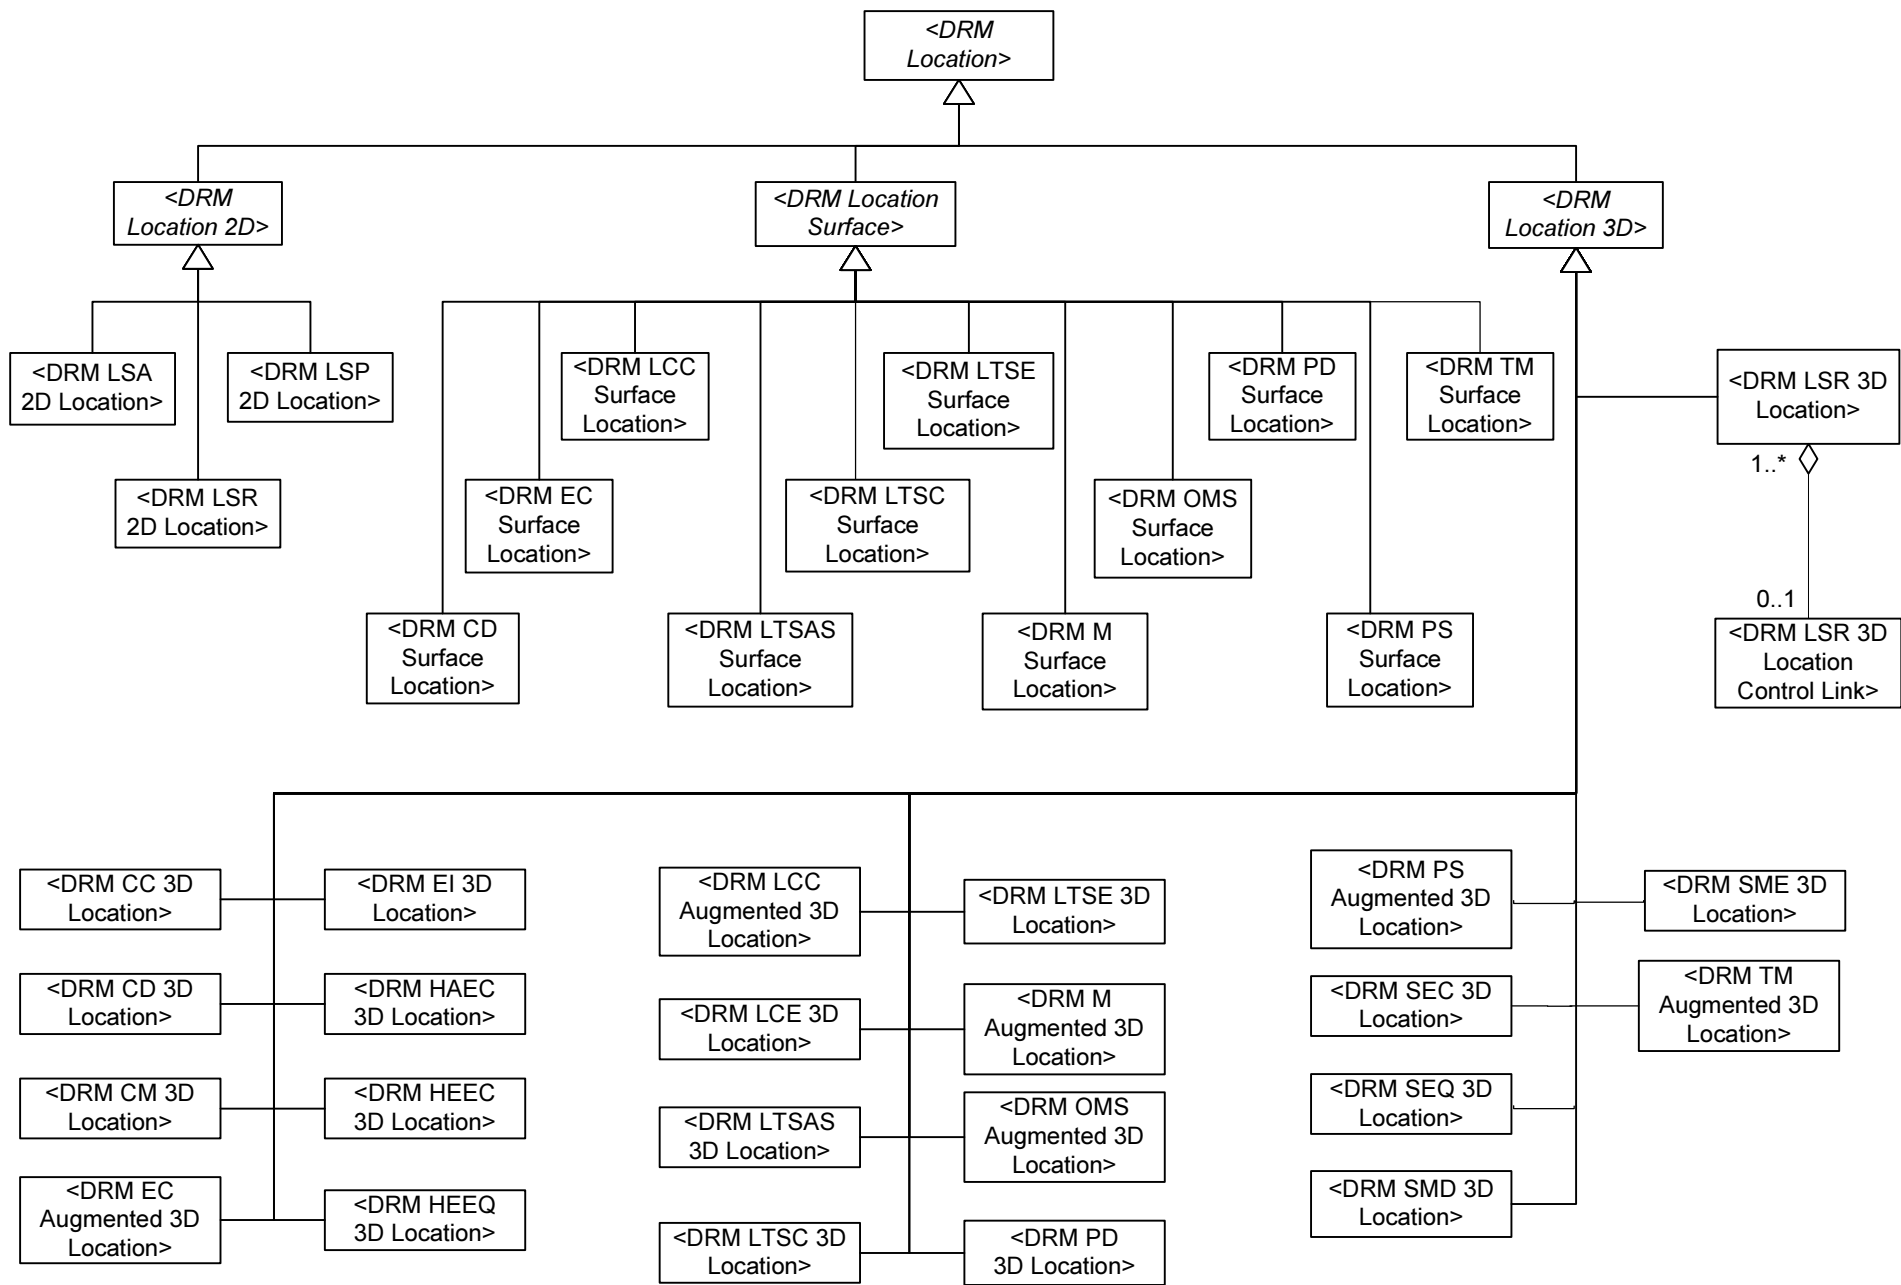 <DRM
Location>
<DRM
Location 2D>
<DRM Location
Surface>
<DRM
Location 3D>
<DRM LSA
2D Location>
<DRM LSP
2D Location>
<DRM LSR
2D Location>
<DRM LCC
Surface
Location>
<DRM LTSE
Surface
Location>
<DRM PD
Surface
Location>
<DRM TM
Surface
Location>
<DRM EC
Surface
Location>
<DRM LTSC
Surface
Location>
<DRM OMS
Surface
Location>
<DRM CD
Surface
Location>
<DRM LTSAS
Surface
Location>
<DRM M
Surface
Location>
<DRM PS
Surface
Location>
<DRM LSR 3D
Location>
1..*
0..1
<DRM LSR 3D
Location
Control Link>
<DRM CC 3D
Location>
<DRM EI 3D
Location>
<DRM CD 3D
Location>
<DRM HAEC
3D Location>
<DRM CM 3D
Location>
<DRM HEEC
3D Location>
<DRM EC
Augmented 3D
Location>
<DRM HEEQ
3D Location>
<DRM LCC
Augmented 3D
Location>
<DRM LTSE 3D
Location>
<DRM LCE 3D
Location>
<DRM M
Augmented 3D
Location>
<DRM LTSAS
3D Location>
<DRM OMS
Augmented 3D
Location>
<DRM LTSC 3D
Location>
<DRM PD
3D Location>
<DRM PS
Augmented 3D
Location>
<DRM SME 3D
Location>
<DRM SEC 3D
Location>
<DRM TM
Augmented 3D
Location>
<DRM SEQ 3D
Location>
<DRM SMD 3D
Location>